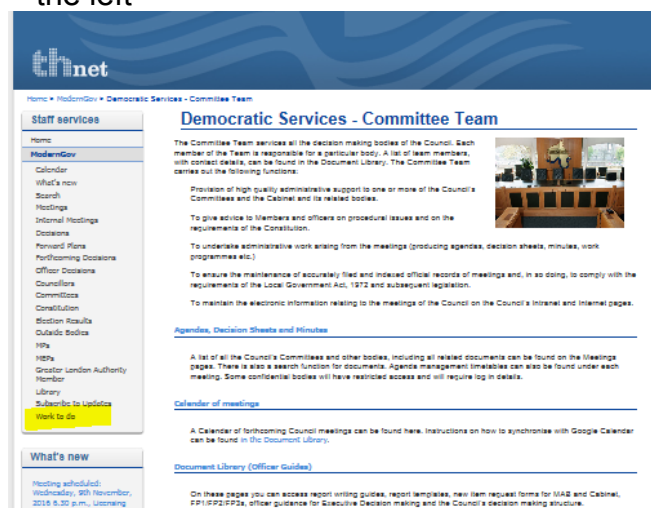 the left
thnet
Home • ModernGov • Democratic Services - Committee Team
Staff services
Home
ModernGov
Calendar
What's new
Search
Meetings
Internal Meetings
Decisions
Forward Plans
Forthcoming Decisions
Officer Decisions
Councillors
Committees
Constitution
Election Results
Outside Bodies
MPs
MEPs
Greater London Authority
Member
Library
Subscribe to Updates
Work to do
What's new
Meeting scheduled:
Wednesday, 9th November,
2016 6.30 p.m., Licensing
Democratic Services - Committee Team
The Committee Team services all the decision making bodies of the Council. Each
member of the Team is responsible for a particular body. A list of team members,
with contact details, can be found in the Document Library. The Committee Team
carries out the following functions:
Provision of high quality administrative support to one or more of the Council's
Committees and the Cabinet and its related bodies.
To give advice to Members and officers on procedural issues and on the
requirements of the Constitution.
To undertake administrative work arising from the meetings (producing agendas, decision sheets, minutes, work
programmes etc.)
To ensure the maintenance of accurately filed and indexed official records of meetings and, in so doing, to comply with the
requirements of the Local Government Act, 1972 and subsequent legislation.
To maintain the electronic information relating to the meetings of the Council on the Council's Intranet and Internet pages.
Agendas, Decision Sheets and Minutes
A list of all the Council's Committees and other bodies, including all related documents can be found on the Meetings
pages. There is also a search function for documents. Agenda management timetables can also be found under each
meeting. Some confidential bodies will have restricted access and will require log in details.
Calendar of meetings
A Calendar of forthcoming Council meetings can be found here. Instructions on how to synchronise with Google Calendar
can be found in the Document Library.
Document Library (Officer Guides)
On these pages you can access report writing guides, report templates, new item request forms for MAB and Cabinet,
FP1/FP2/FP3s, officer guidance for Executive Decision making and the Council's decision making structure.